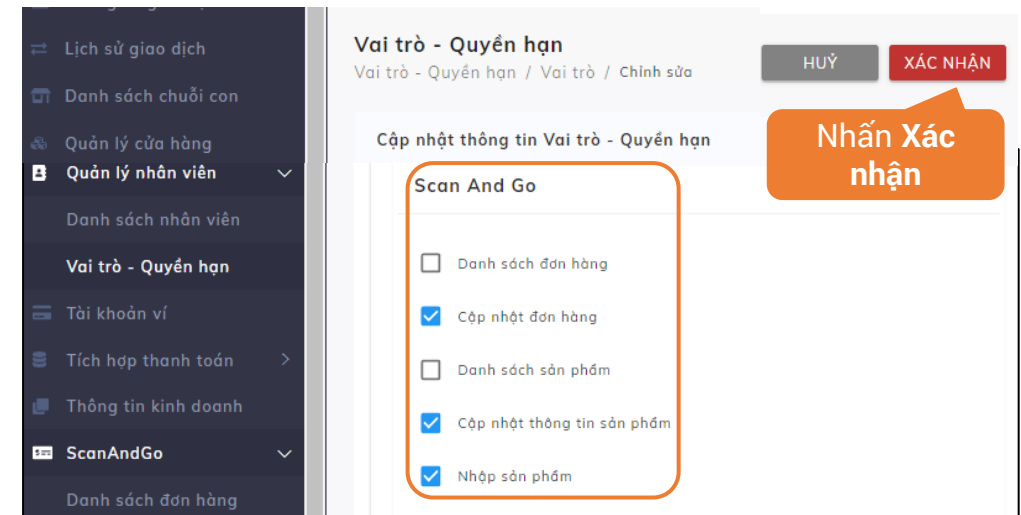 Lịch sử giao dịch
Danh sách chuỗi con
Quản lý cửa hàng
Quản lý nhân viên
Danh sách nhân viên
Vai trò - Quyền hạn
Tài khoản ví
Tích hợp thanh toán
Thông tin kinh doanh
ScanAndGo
Danh sách đơn hàng
Vai trò - Quyền hạn
Vai trò - Quyền hạn / Vai trò / Chỉnh sửa
HUỶ
XÁC NHẬN
Nhấn Xác
nhận
Cập nhật thông tin Vai trò - Quyền hạn
Scan And Go
Danh sách đơn hàng
Cập nhật đơn hàng
Danh sách sản phẩm
Cập nhật thông tin sản phẩm
Nhập sản phẩm